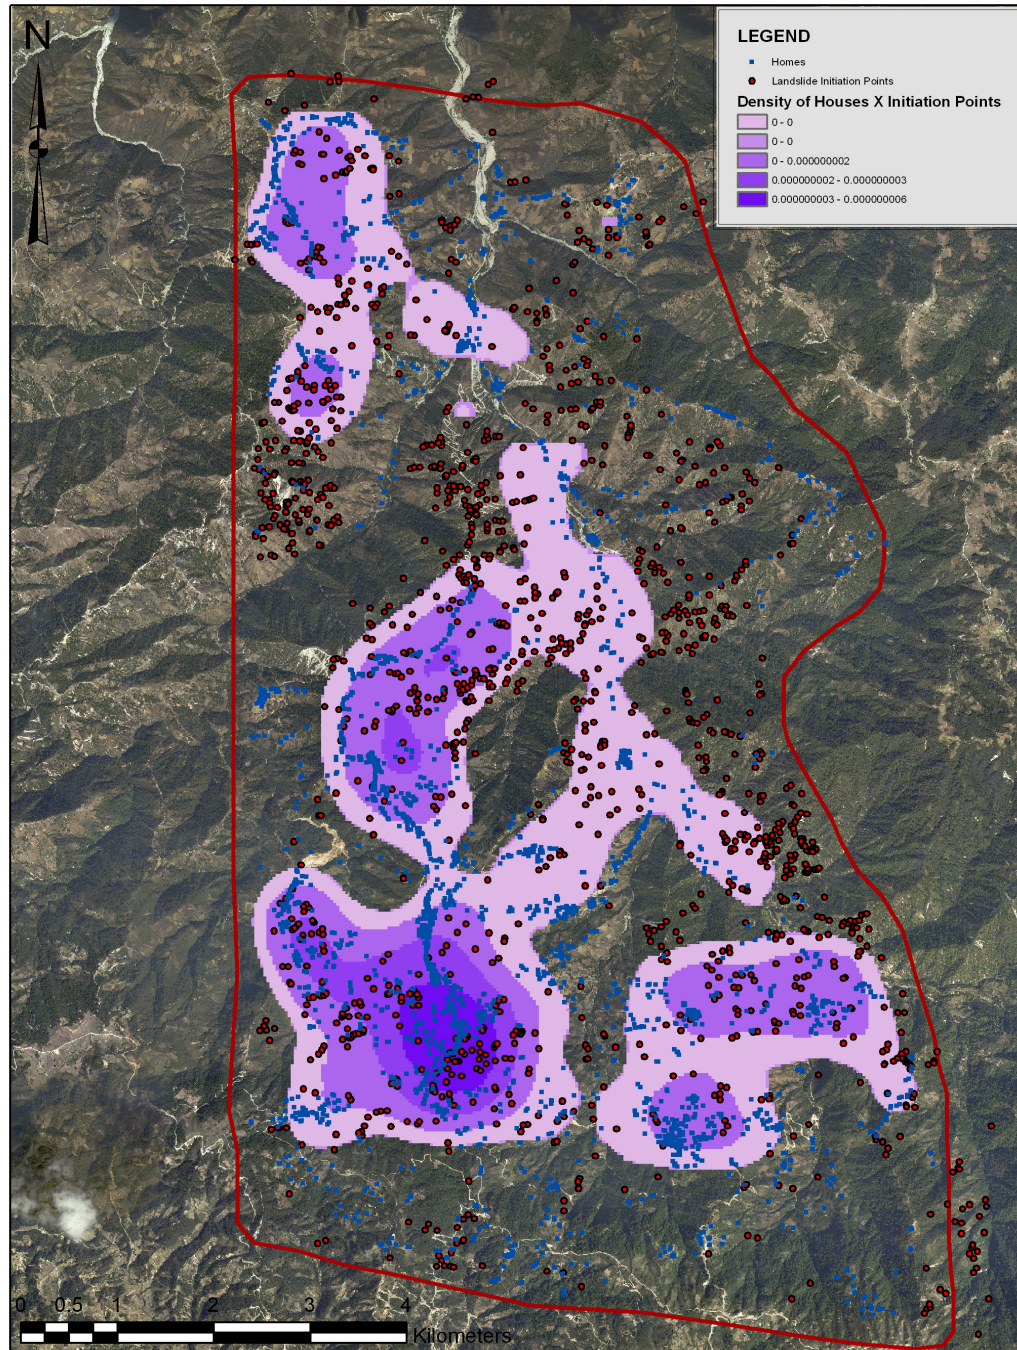 N
LEGEND
Homes
Landslide Initiation Points
Density of Houses X Initiation Points
0 - 0
0 - 0
0 - 0.000000002
0.000000002 - 0.000000003
0.000000003 - 0.000000006
0 0.5 1 2 3 4
Kilometers